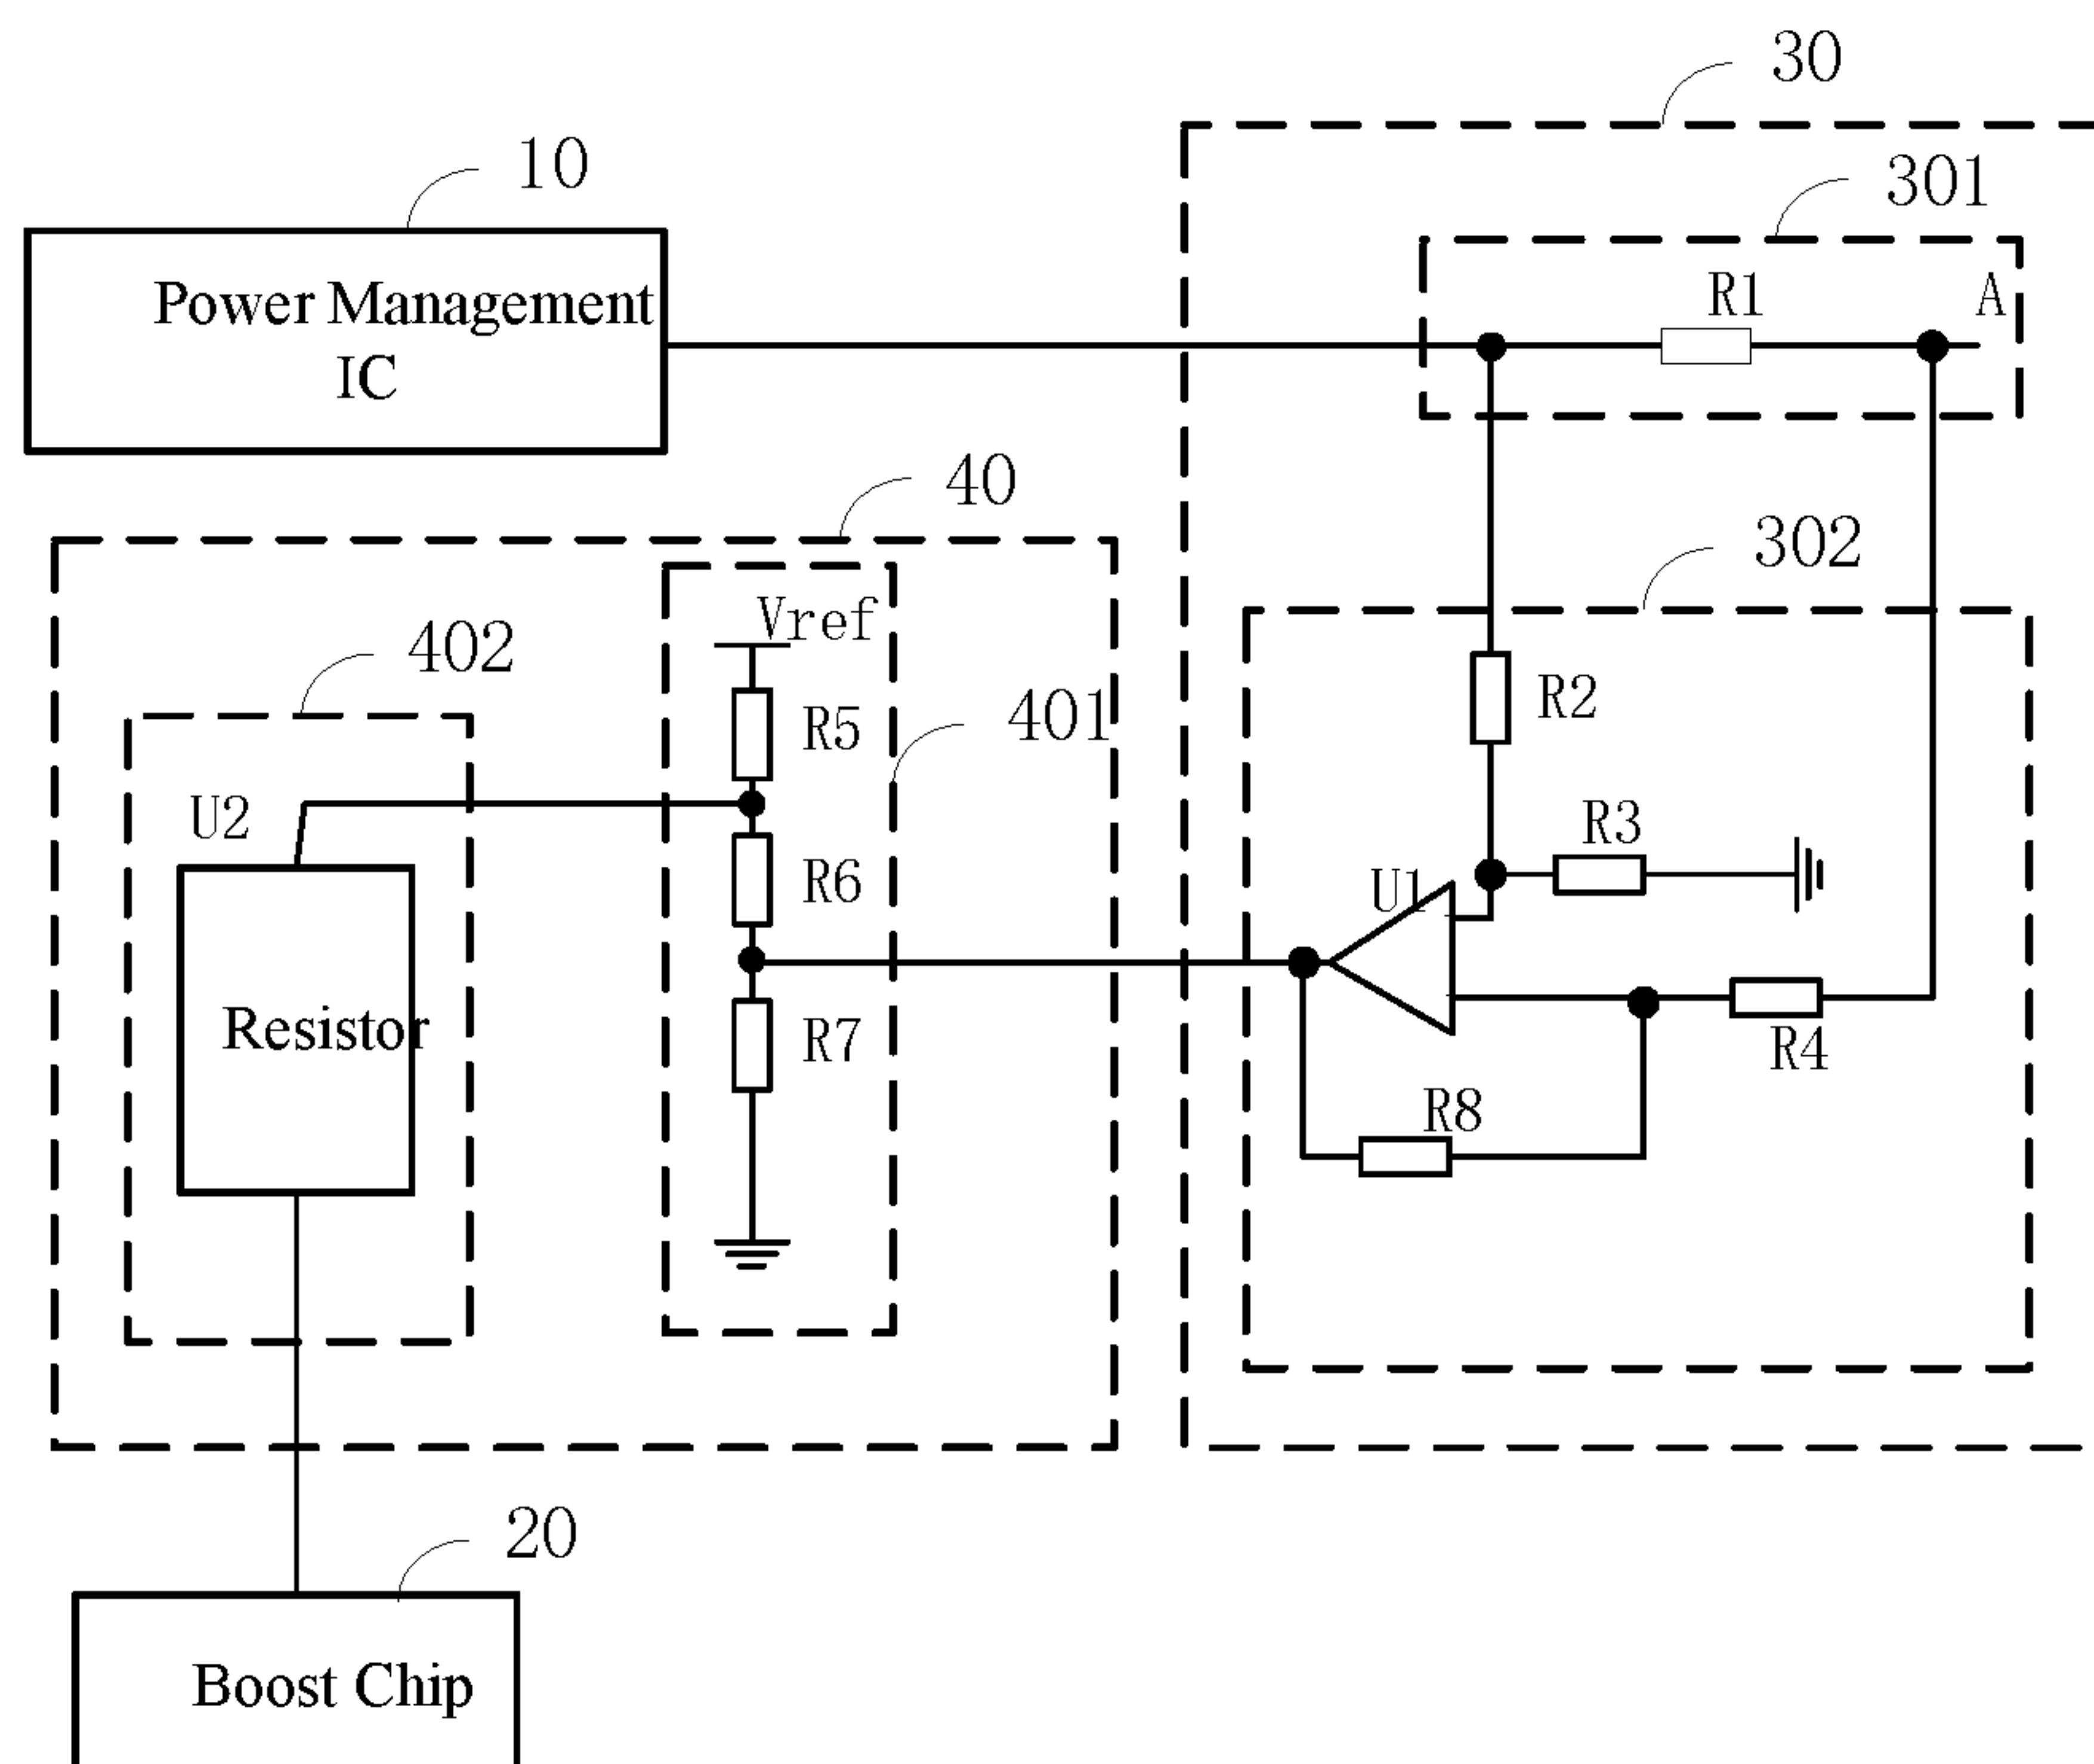 30
10
301
Power Management
IC
R1
A
40
302
Vref
402
R5
401
R2
U2
R3
R6
U1
Resistor
R7
R4
R8
20
Boost Chip